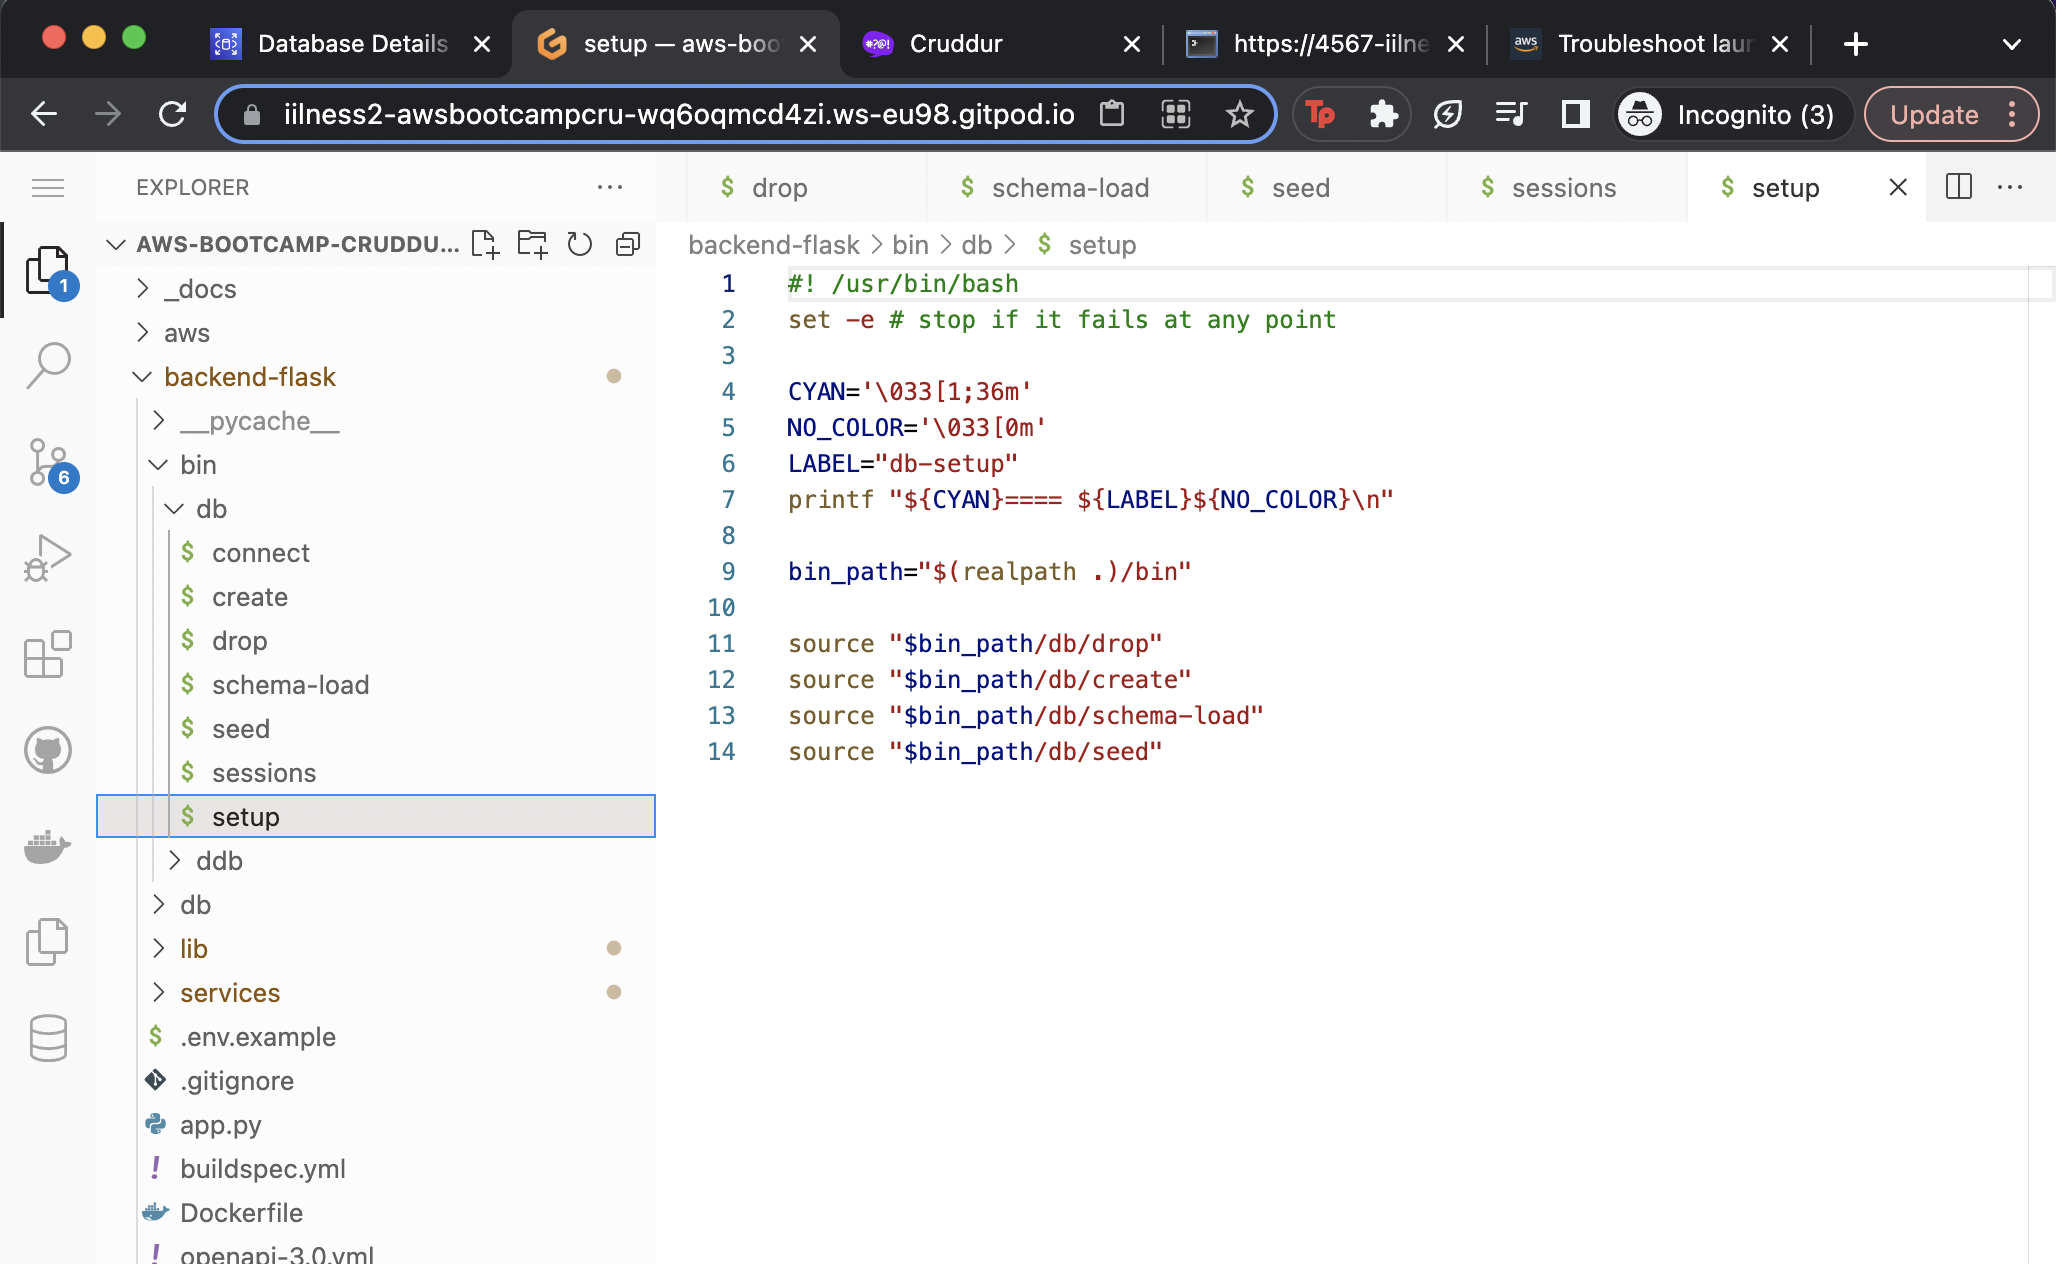 Database Details
setup — aws-boo
#?@!
Cruddur
https://4567-iilne
aws
Troubleshoot laun
iilness2-awsbootcampcru-wq6oqmcd4zi.ws-eu98.gitpod.io
Tp
Incognito (3)
Update
EXPLORER
AWS-BOOTCAMP-CRUDDU...
_docs
aws
backend-flask
__pycache__
bin
db
$ connect
$ create
$ drop
$ schema-load
$ seed
$ sessions
$ setup
ddb
db
lib
services
$ .env.example
.gitignore
app.py
! buildspec.yml
Dockerfile
! openapi-3.0.yml
1
6
$ drop
$ schema-load
$ seed
$ sessions
$ setup
backend-flask > bin > db > $ setup
1 #! /usr/bin/bash
2 set -e # stop if it fails at any point
3
4 CYAN='\033[1;36m'
5 NO_COLOR='\033[0m'
6 LABEL="db-setup"
7 printf "${CYAN}==== ${LABEL}${NO_COLOR}\n"
8
9 bin_path="$(realpath .)/bin"
10
11 source "$bin_path/db/drop"
12 source "$bin_path/db/create"
13 source "$bin_path/db/schema-load"
14 source "$bin_path/db/seed"